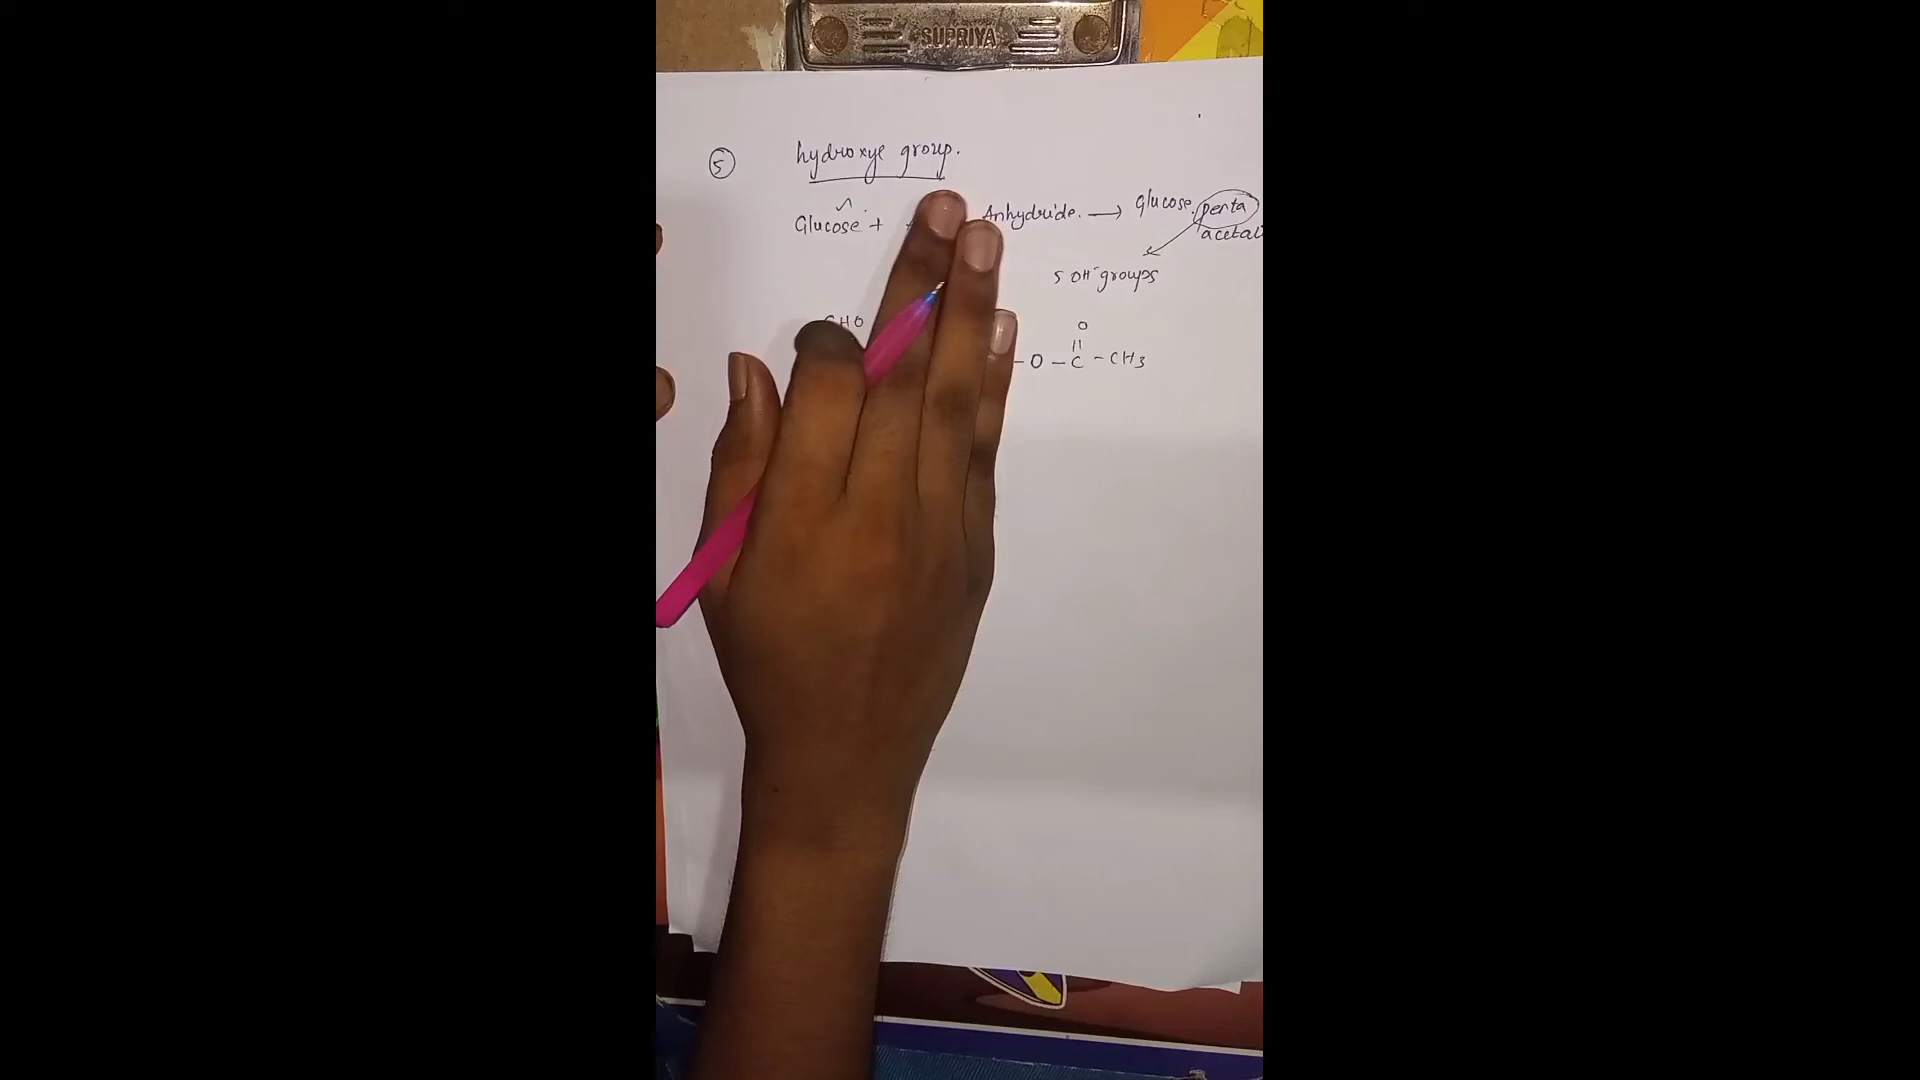 SUPRIYA
5 hydroxye group.
Glucose + Anhydride. → Glucose penta
acetal
5 OH⁻ groups
CHO
O
||
- O - C - CH3